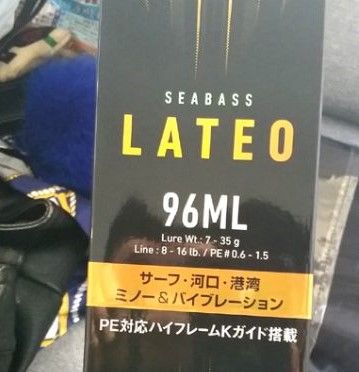 SEABASS
LATEO
96ML
Lure Wt.: 7 - 35 g
Line : 8 - 16 lb. / PE# 0.6 - 1.5
サーフ・河口・港湾
ミノー&バイブレーション
PE対応ハイフレームKガイド搭載